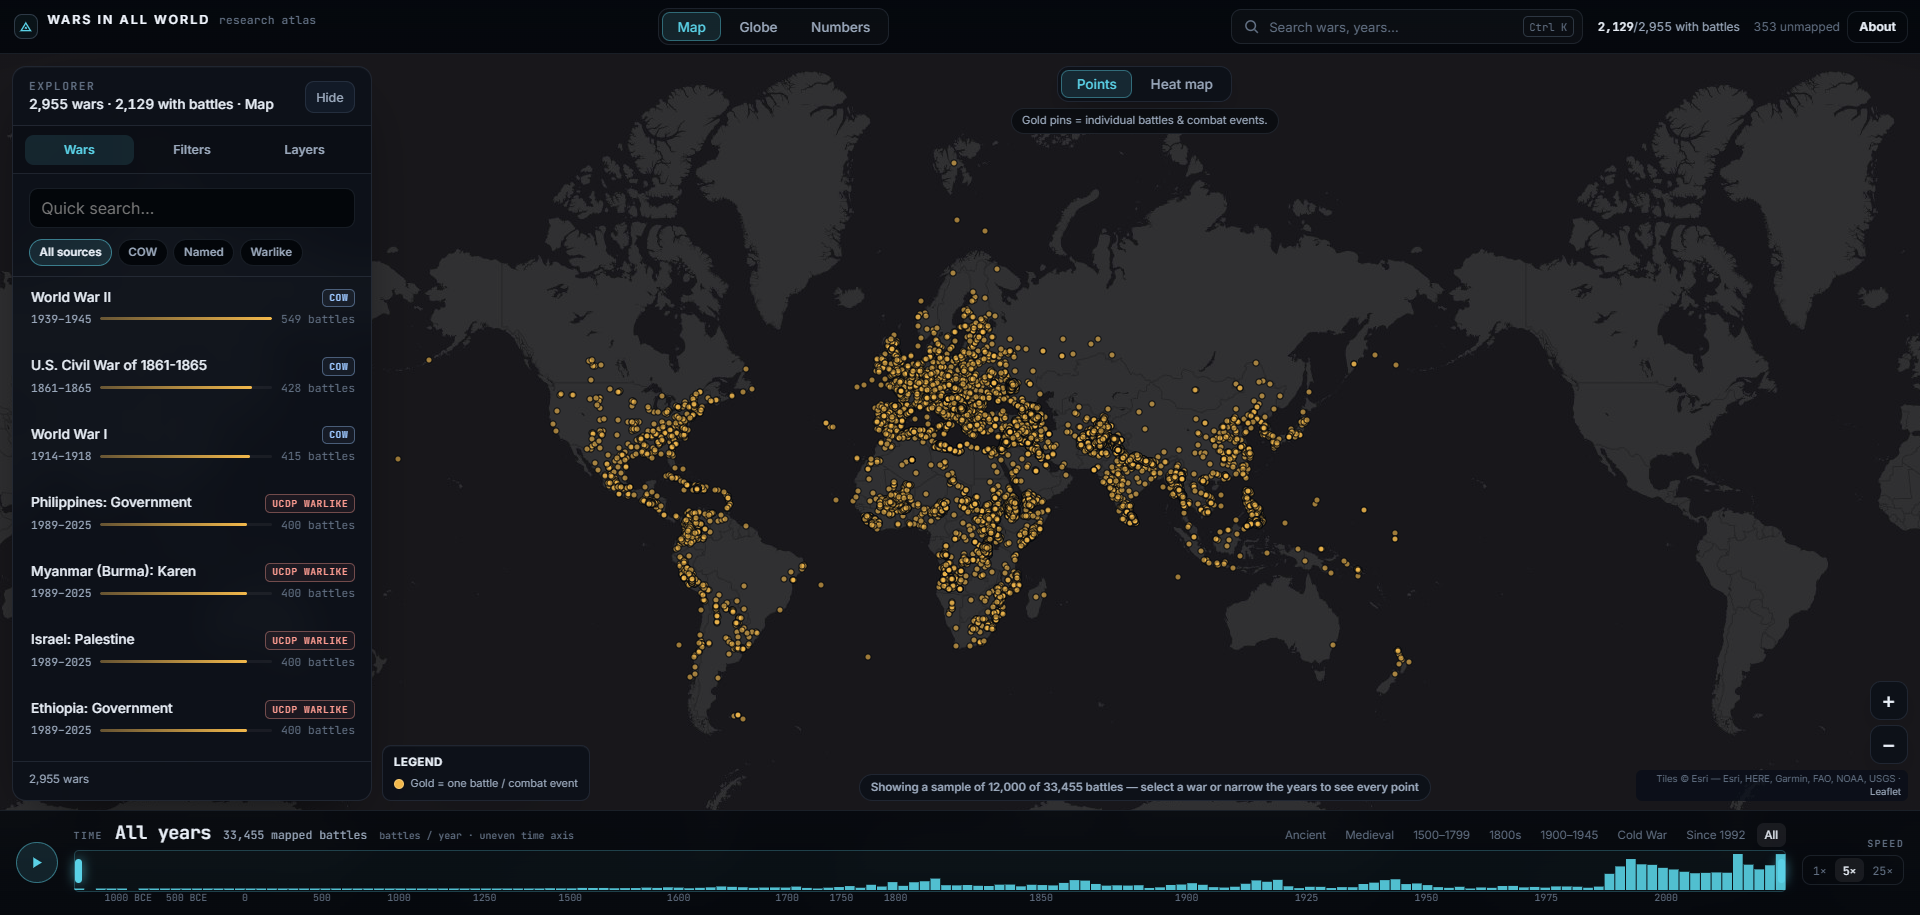 WARS IN ALL WORLD research atlas
Map Globe Numbers
Search wars, years... Ctrl K
2,129/2,955 with battles 353 unmapped About
EXPLORER
2,955 wars · 2,129 with battles · Map
Hide
Wars Filters Layers
Quick search...
All sources COW Named Warlike
World War II COW
1939–1945 549 battles
U.S. Civil War of 1861-1865 COW
1861–1865 428 battles
World War I COW
1914–1918 415 battles
Philippines: Government UCDP WARLIKE
1989–2025 400 battles
Myanmar (Burma): Karen UCDP WARLIKE
1989–2025 400 battles
Israel: Palestine UCDP WARLIKE
1989–2025 400 battles
Ethiopia: Government UCDP WARLIKE
1989–2025 400 battles
2,955 wars
Points Heat map
Gold pins = individual battles & combat events.
LEGEND
Gold = one battle / combat event
Showing a sample of 12,000 of 33,455 battles — select a war or narrow the years to see every point
+
−
Tiles © Esri — Esri, HERE, Garmin, FAO, NOAA, USGS ·
Leaflet
TIME All years 33,455 mapped battles battles / year · uneven time axis
Ancient Medieval 1500–1799 1800s 1900–1945 Cold War Since 1992 All
SPEED
1× 5× 25×
1000 BCE 500 BCE 0 500 1000 1250 1500 1600 1700 1750 1800 1850 1900 1925 1950 1975 2000